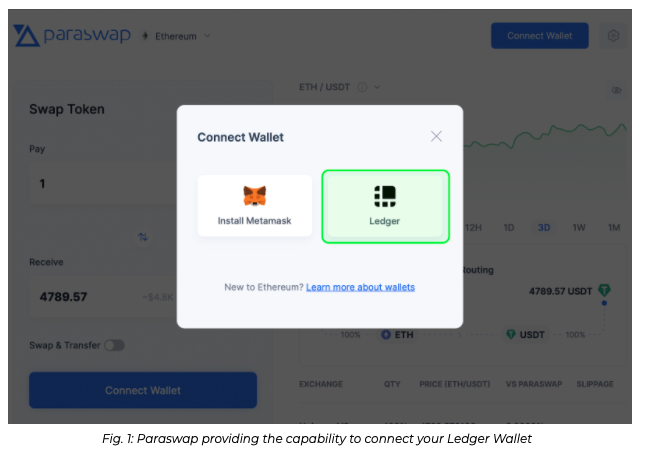 paraswap
Ethereum
Connect Wallet
ETH / USDT
Swap Token
Pay
1
Receive
4789.57
~$4.8K
Swap & Transfer
Connect Wallet
Connect Wallet
Install Metamask
Ledger
New to Ethereum? Learn more about wallets
12H 1D 3D 1W 1M
Routing
4789.57 USDT
100% ETH USDT 100%
EXCHANGE QTY PRICE (ETH/USDT) VS PARASWAP SLIPPAGE
Fig. 1: Paraswap providing the capability to connect your Ledger Wallet